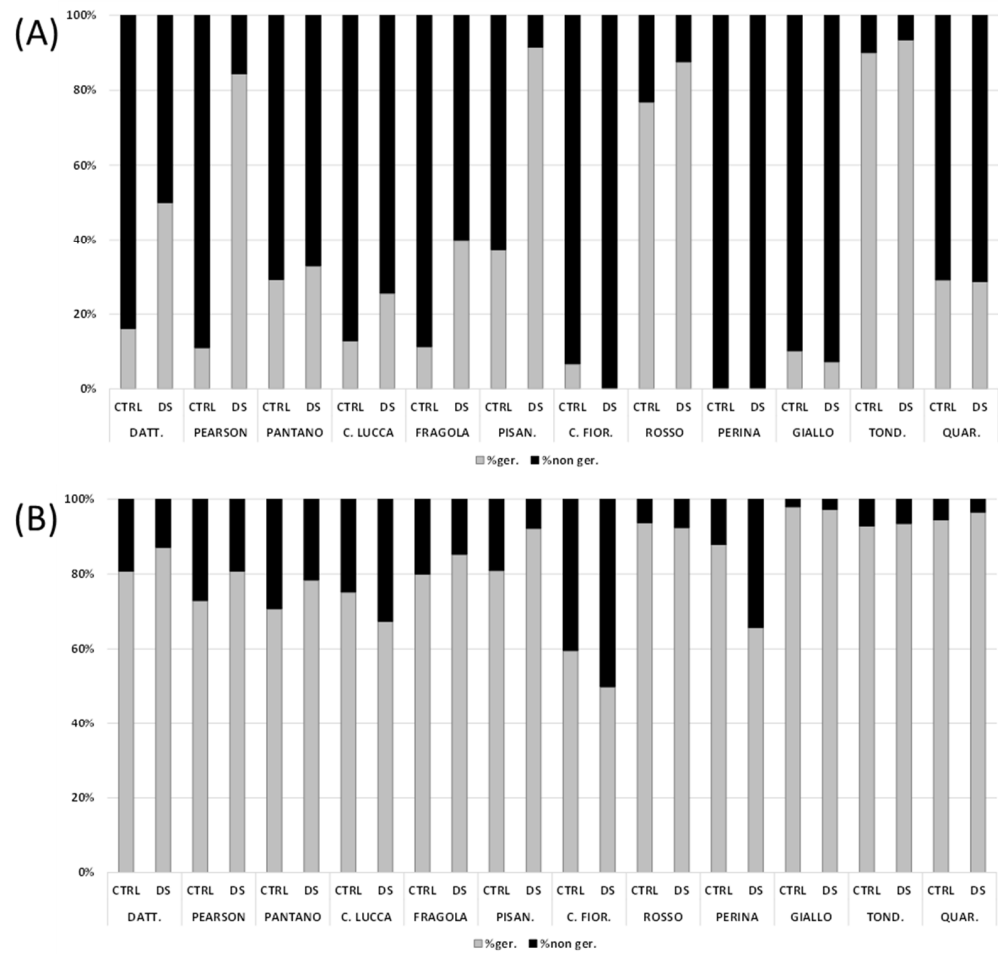 (A)
100%
80%
60%
40%
20%
0%
CTRL DS CTRL DS CTRL DS CTRL DS CTRL DS CTRL DS CTRL DS CTRL DS CTRL DS CTRL DS CTRL DS CTRL DS
DATT. PEARSON PANTANO C. LUCCA FRAGOLA PISAN. C. FIOR. ROSSO PERINA GIALLO TOND. QUAR.
%ger. %non ger.
(B)
100%
80%
60%
40%
20%
0%
CTRL DS CTRL DS CTRL DS CTRL DS CTRL DS CTRL DS CTRL DS CTRL DS CTRL DS CTRL DS CTRL DS CTRL DS
DATT. PEARSON PANTANO C. LUCCA FRAGOLA PISAN. C. FIOR. ROSSO PERINA GIALLO TOND. QUAR.
%ger. %non ger.